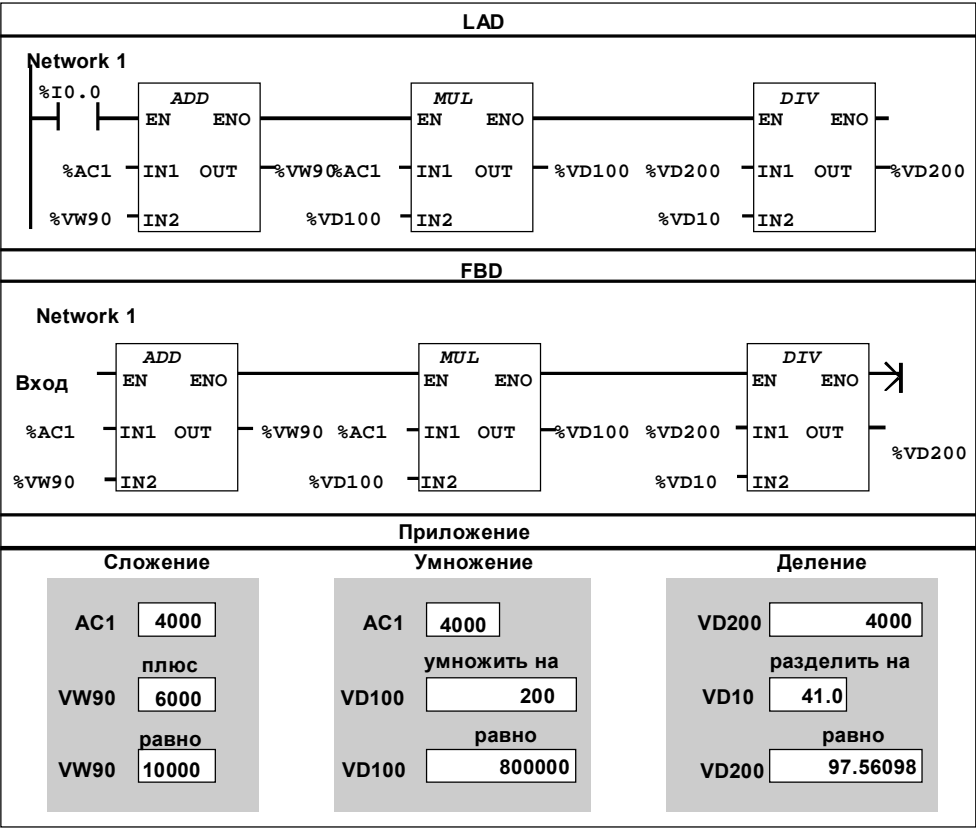 LAD
Network 1
%I0.0
ADD MUL DIV
EN ENO EN ENO EN ENO
%AC1 IN1 OUT %VW90 %AC1 IN1 OUT %VD100 %VD200 IN1 OUT %VD200
%VW90 IN2 %VD100 IN2 %VD10 IN2
FBD
Network 1
ADD MUL DIV
Вход EN ENO EN ENO EN ENO
%AC1 IN1 OUT %VW90 %AC1 IN1 OUT %VD100 %VD200 IN1 OUT
%VD200
%VW90 IN2 %VD100 IN2 %VD10 IN2
Приложение
Сложение
AC1 4000
плюс
VW90 6000
равно
VW90 10000
Умножение
AC1 4000
умножить на
VD100 200
равно
VD100 800000
Деление
VD200 4000
разделить на
VD10 41.0
равно
VD200 97.56098